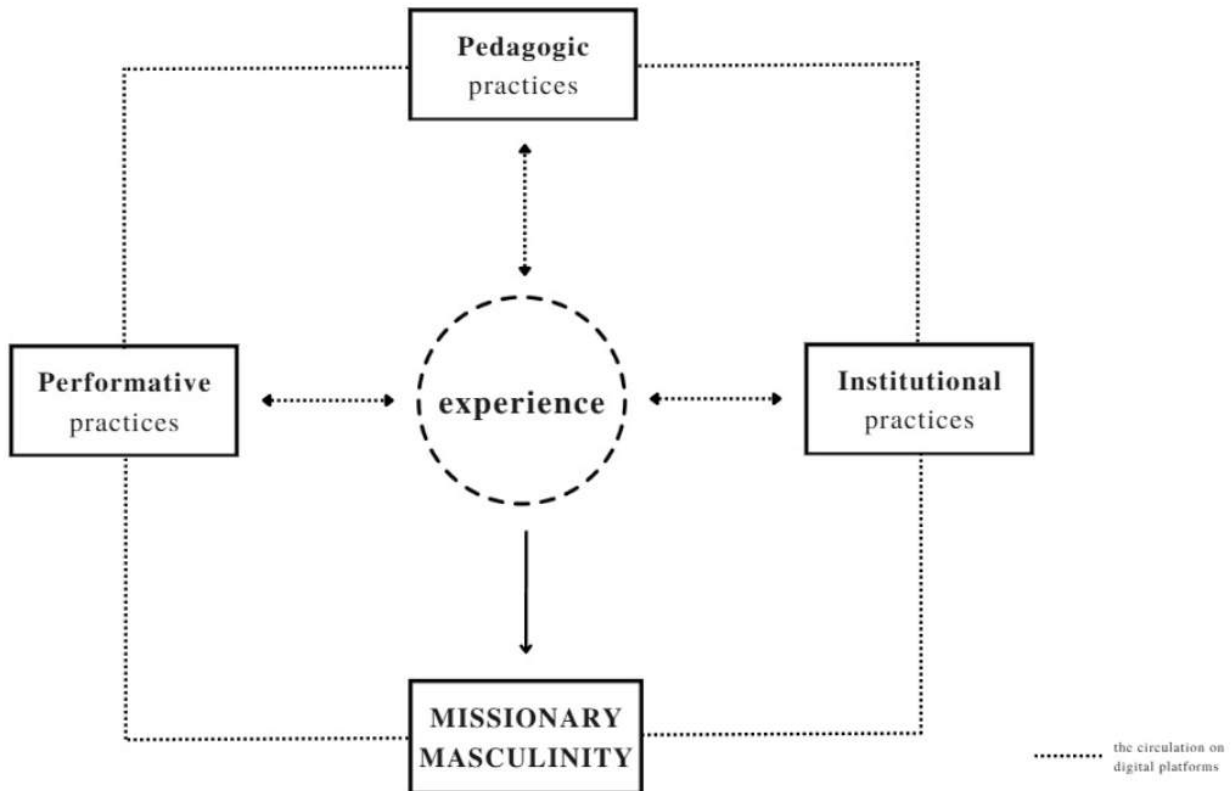 Pedagogic
practices
Performative
practices
experience
Institutional
practices
MISSIONARY
MASCULINITY
the circulation on
digital platforms